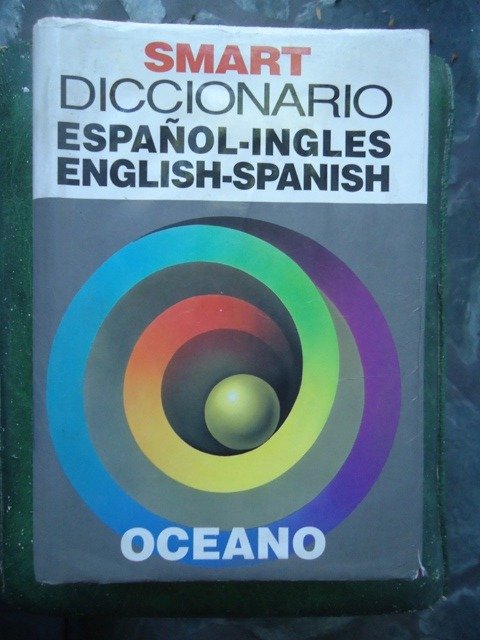 SMART
DICCIONARIO
ESPAÑOL-INGLES
ENGLISH-SPANISH
OCEANO